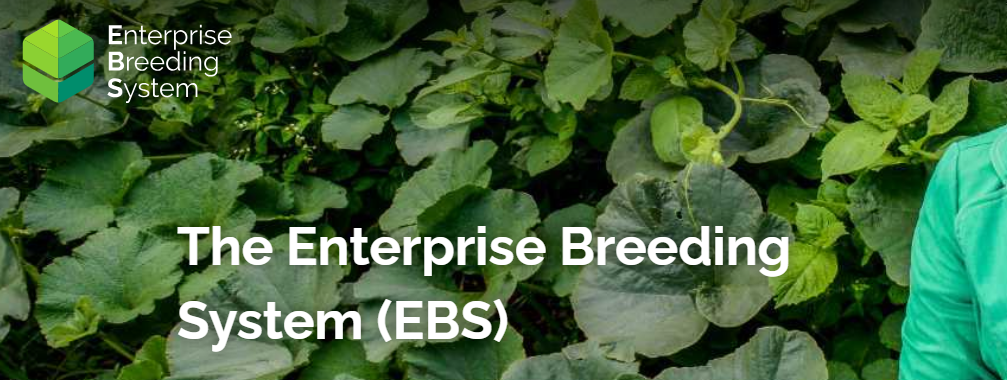 Enterprise
Breeding
System
The Enterprise Breeding
System (EBS)